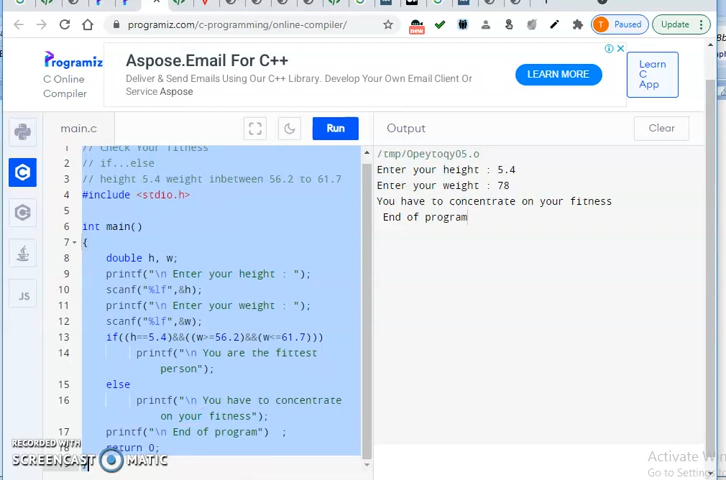 programiz.com/c-programming/online-compiler/
new
T Paused
Update
Programiz
C Online
Compiler
Aspose.Email For C++
Deliver & Send Emails Using Our C++ Library. Develop Your Own Email Client Or
Service Aspose
LEARN MORE
Learn
C
App
main.c
Run
Output
Clear
1 // Check Your fitness
2 // if...else
3 // height 5.4 weight inbetween 56.2 to 61.7
4 #include <stdio.h>
5
6 int main()
7 {
8 double h, w;
9 printf("\n Enter your height : ");
10 scanf("%lf",&h);
11 printf("\n Enter your weight : ");
12 scanf("%lf",&w);
13 if((h==5.4)&&((w>=56.2)&&(w<=61.7)))
14 printf("\n You are the fittest
person");
15 else
16 printf("\n You have to concentrate
on your fitness");
17 printf("\n End of program") ;
18 return 0;
/tmp/Opeytoqy05.o
Enter your height : 5.4
Enter your weight : 78
You have to concentrate on your fitness
End of program
JS
RECORDED WITH
SCREENCAST MATIC
Activate Win
Go to Settings to